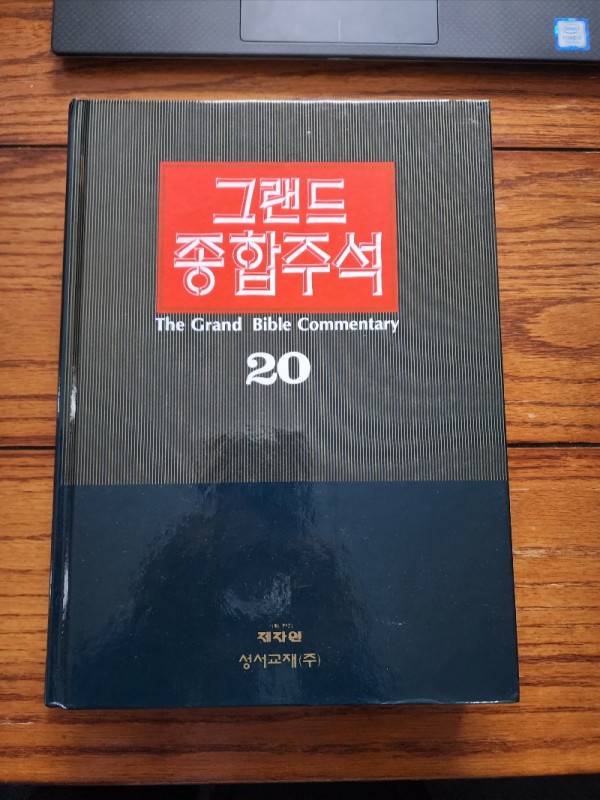 그랜드
종합주석
The Grand Bible Commentary
20
제자원
성서교재(주)